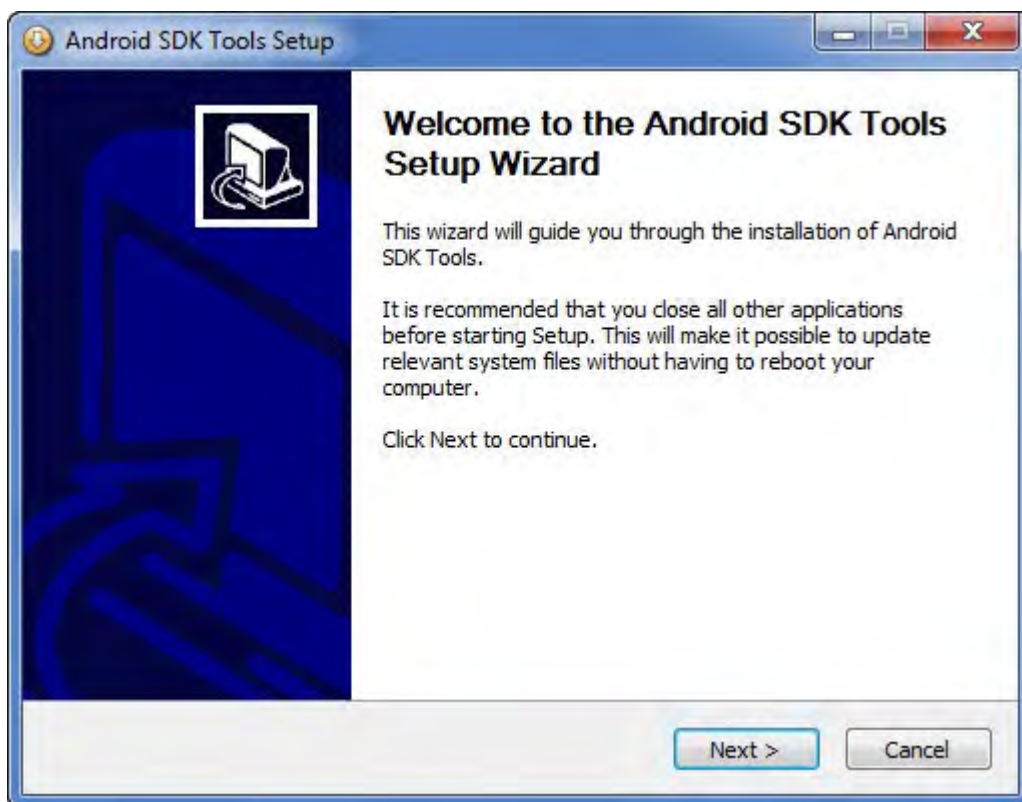 Android SDK Tools Setup
Welcome to the Android SDK Tools
Setup Wizard
This wizard will guide you through the installation of Android
SDK Tools.
It is recommended that you close all other applications
before starting Setup. This will make it possible to update
relevant system files without having to reboot your
computer.
Click Next to continue.
Next >
Cancel